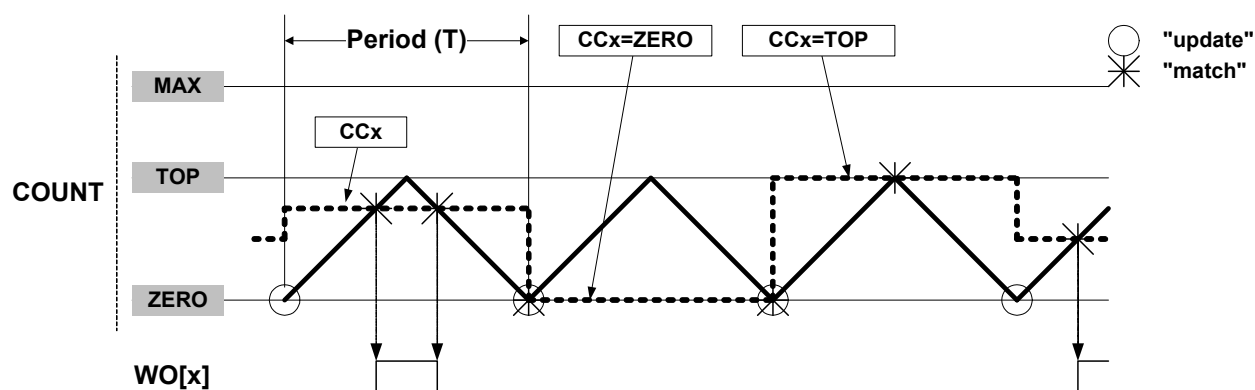 Period (T)
CCx=ZERO
CCx=TOP
"update"
"match"
MAX
CCx
TOP
COUNT
ZERO
WO[x]